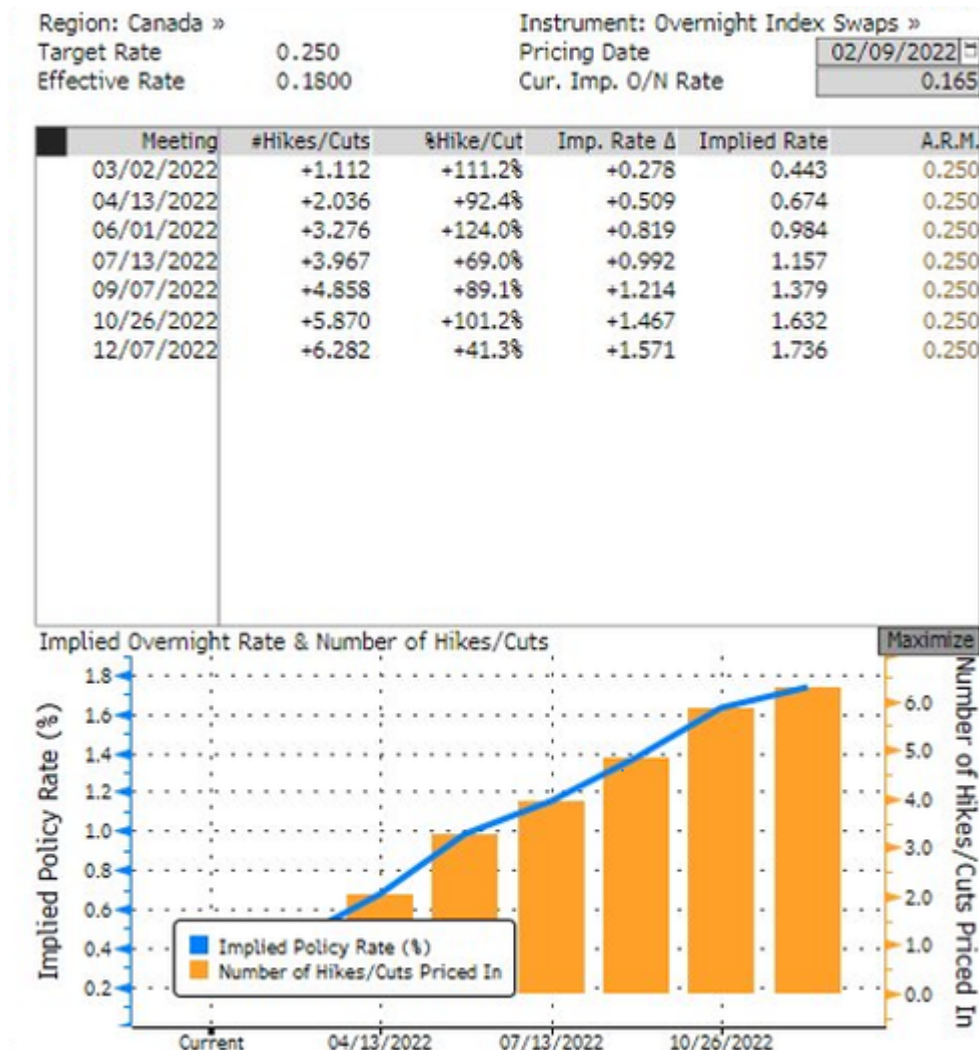 Region: Canada » Instrument: Overnight Index Swaps »
Target Rate 0.250 Pricing Date 02/09/2022
Effective Rate 0.1800 Cur. Imp. O/N Rate 0.165
Meeting #Hikes/Cuts %Hike/Cut Imp. Rate Δ Implied Rate A.R.M.
03/02/2022 +1.112 +111.2% +0.278 0.443 0.250
04/13/2022 +2.036 +92.4% +0.509 0.674 0.250
06/01/2022 +3.276 +124.0% +0.819 0.984 0.250
07/13/2022 +3.967 +69.0% +0.992 1.157 0.250
09/07/2022 +4.858 +89.1% +1.214 1.379 0.250
10/26/2022 +5.870 +101.2% +1.467 1.632 0.250
12/07/2022 +6.282 +41.3% +1.571 1.736 0.250
Implied Overnight Rate & Number of Hikes/Cuts Maximize
Implied Policy Rate (%)
1.8
1.6
1.4
1.2
1.0
0.8
0.6
0.4
0.2
Implied Policy Rate (%)
Number of Hikes/Cuts Priced In
6.0
5.0
4.0
3.0
2.0
1.0
0.0
Number of Hikes/Cuts Priced In
Current 04/13/2022 07/13/2022 10/26/2022